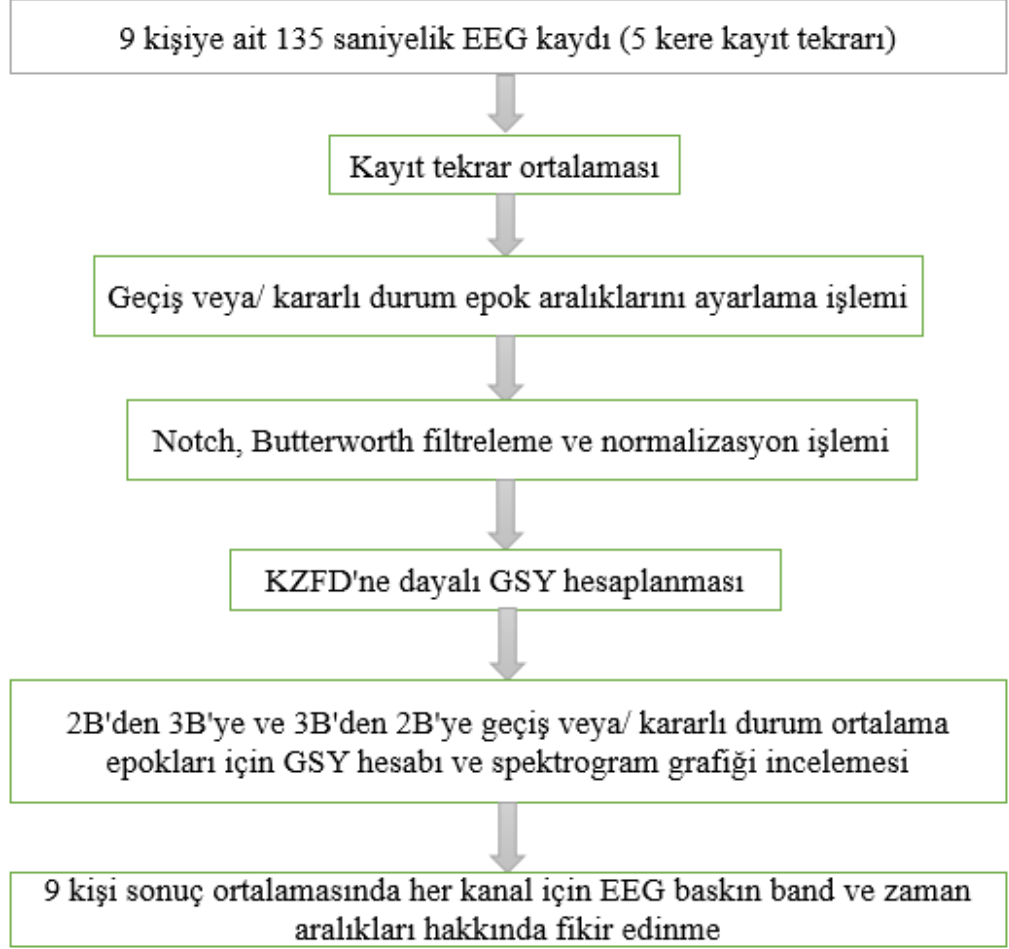 9 kişiye ait 135 saniyelik EEG kaydı (5 kere kayıt tekrarı)
Kayıt tekrar ortalaması
Geçiş veya/ kararlı durum epok aralıklarını ayarlama işlemi
Notch, Butterworth filtreleme ve normalizasyon işlemi
KZFD'ne dayalı GSY hesaplanması
2B'den 3B'ye ve 3B'den 2B'ye geçiş veya/ kararlı durum ortalama
epokları için GSY hesabı ve spektrogram grafiği incelemesi
9 kişi sonuç ortalamasında her kanal için EEG baskın band ve zaman
aralıkları hakkında fikir edinme